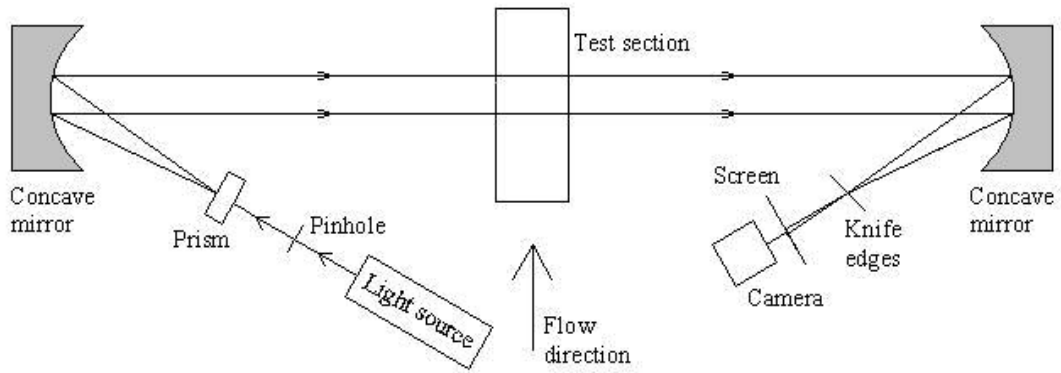 Test section
Concave
mirror
Prism
Pinhole
Light source
Flow
direction
Screen
Camera
Knife
edges
Concave
mirror